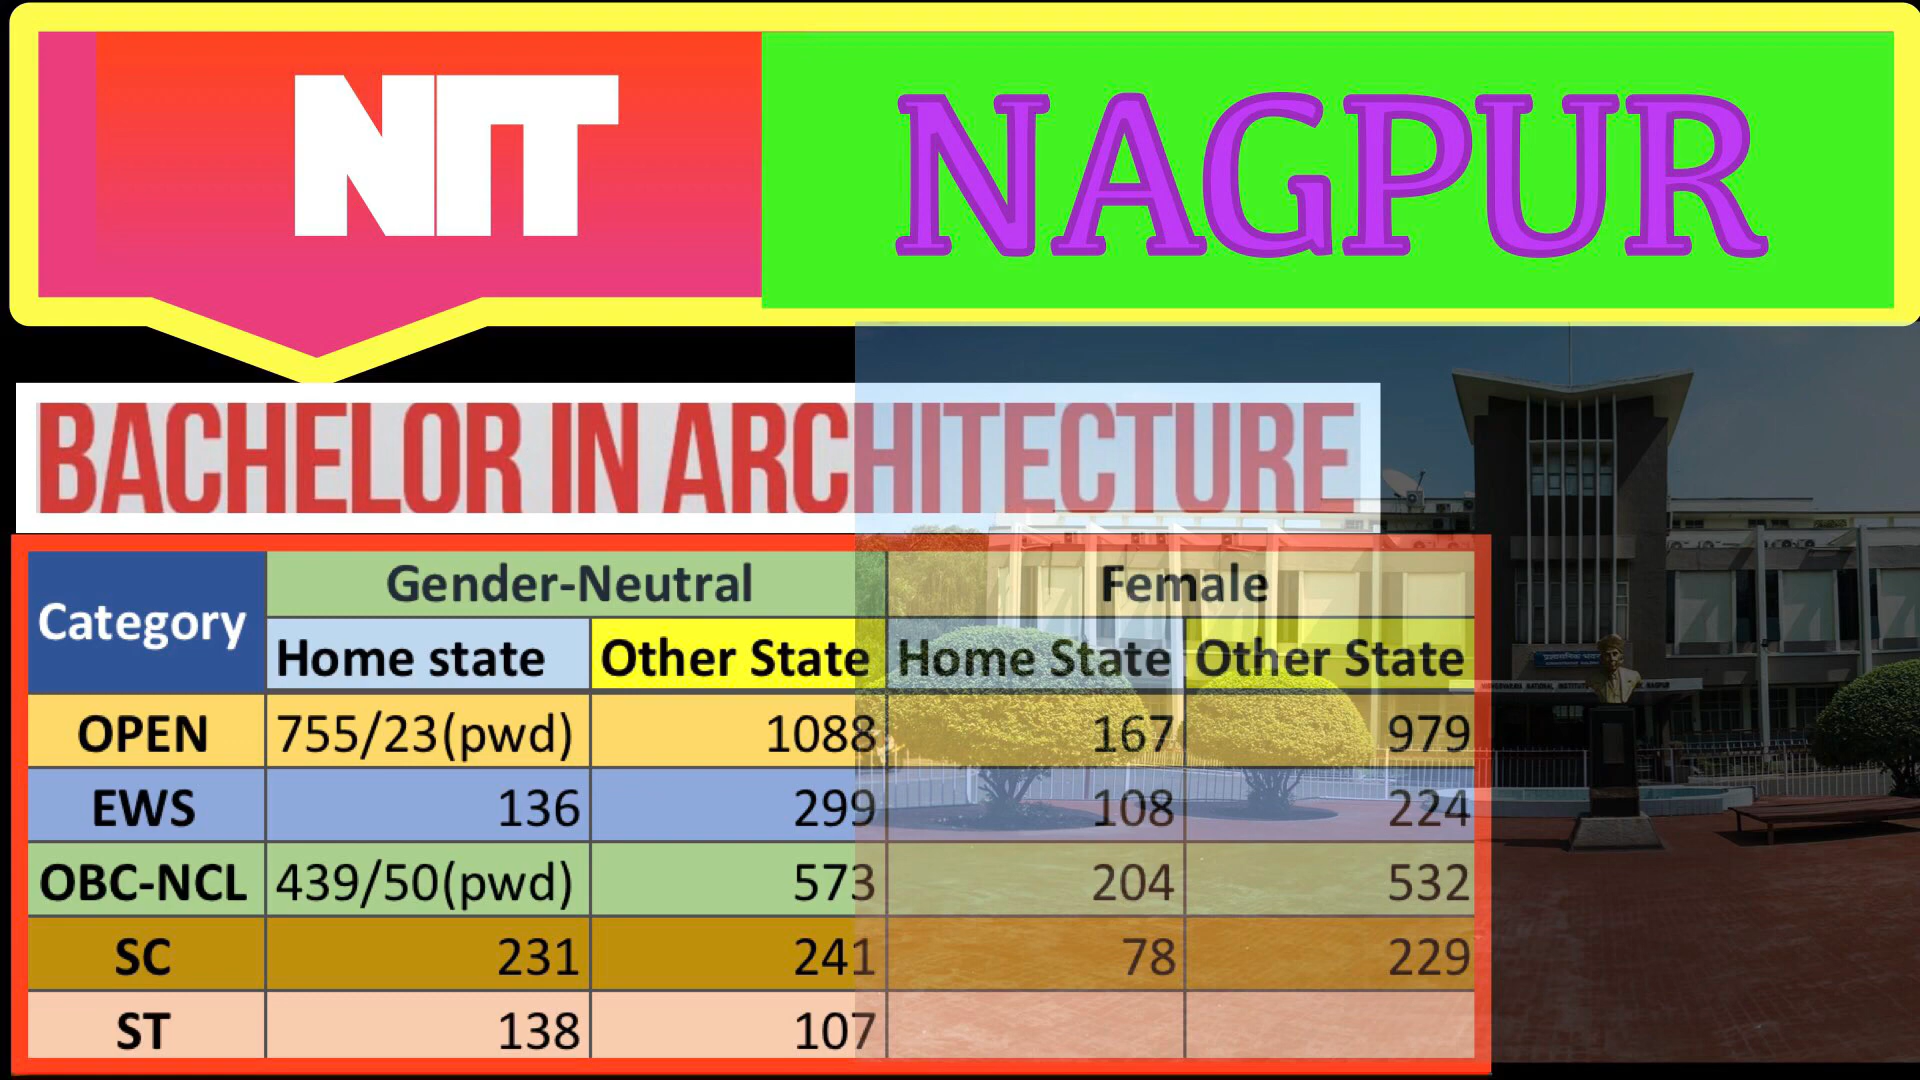 NIT NAGPUR
BACHELOR IN ARCHITECTURE
Category Gender-Neutral Female
Home state Other State Home State Other State
OPEN 755/23(pwd) 1088 167 979
EWS 136 299 108 224
OBC-NCL 439/50(pwd) 573 204 532
SC 231 241 78 229
ST 138 107